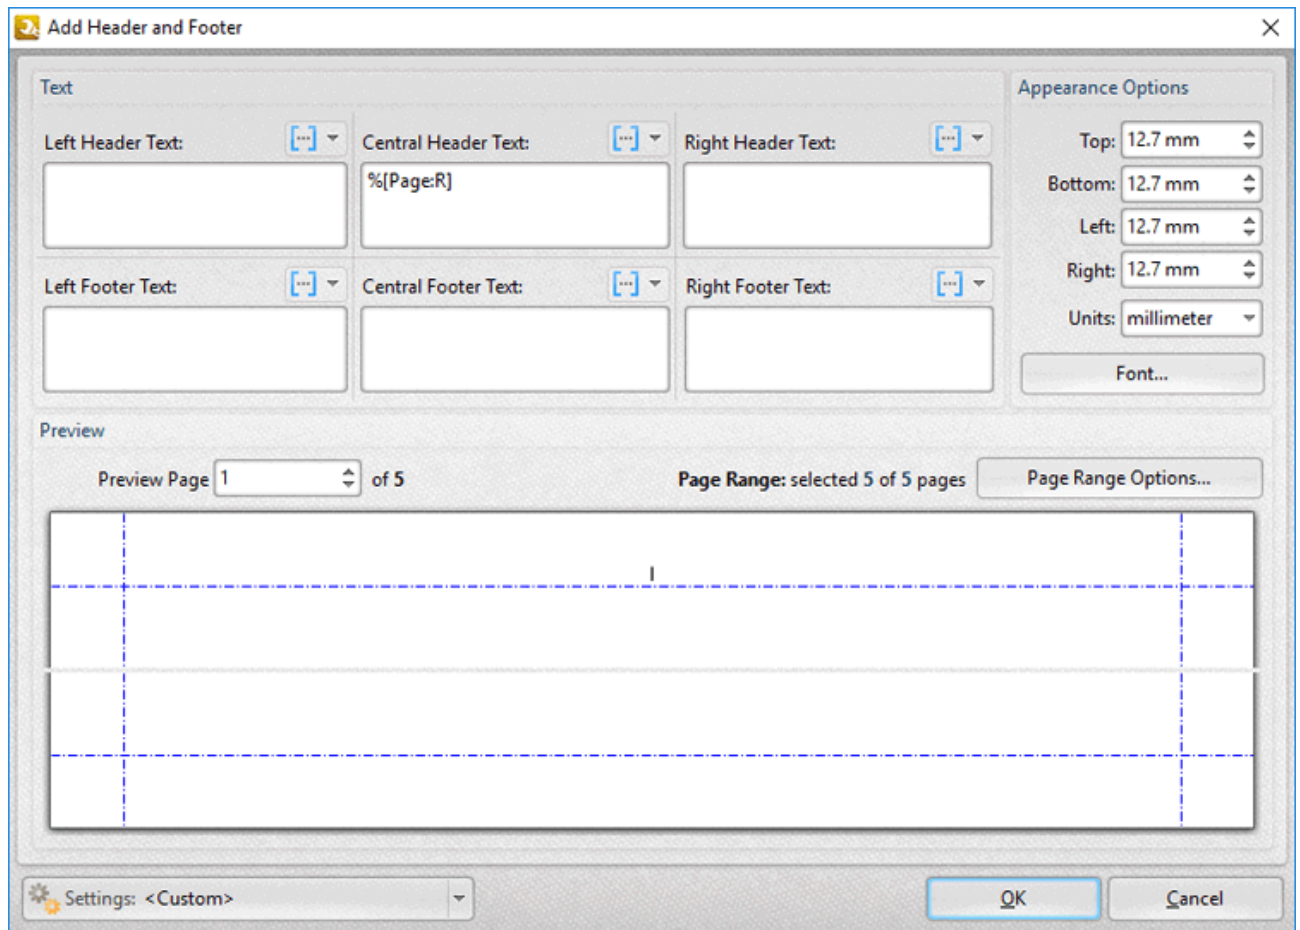 Add Header and Footer
Text
Appearance Options
Left Header Text:
Central Header Text:
Right Header Text:
%[Page:R]
Top: 12.7 mm
Bottom: 12.7 mm
Left: 12.7 mm
Right: 12.7 mm
Left Footer Text:
Central Footer Text:
Right Footer Text:
Units: millimeter
Font...
Preview
Preview Page 1 of 5
Page Range: selected 5 of 5 pages
Page Range Options...
I
Settings: <Custom>
OK
Cancel